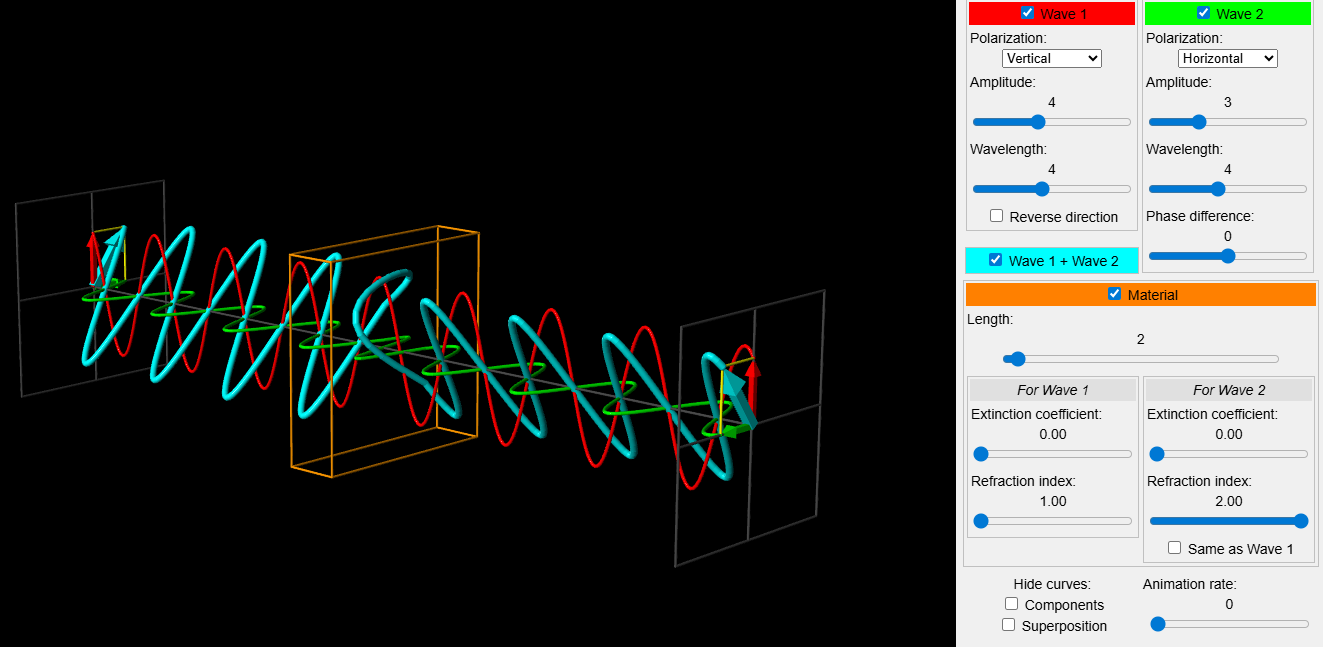 Wave 1
Wave 2
Polarization:
Polarization:
Vertical
Horizontal
Amplitude:
Amplitude:
4
3
Wavelength:
Wavelength:
4
4
Reverse direction
Phase difference:
0
Wave 1 + Wave 2
Material
Length:
2
For Wave 1
For Wave 2
Extinction coefficient:
Extinction coefficient:
0.00
0.00
Refraction index:
Refraction index:
1.00
2.00
Same as Wave 1
Hide curves:
Animation rate:
Components
0
Superposition